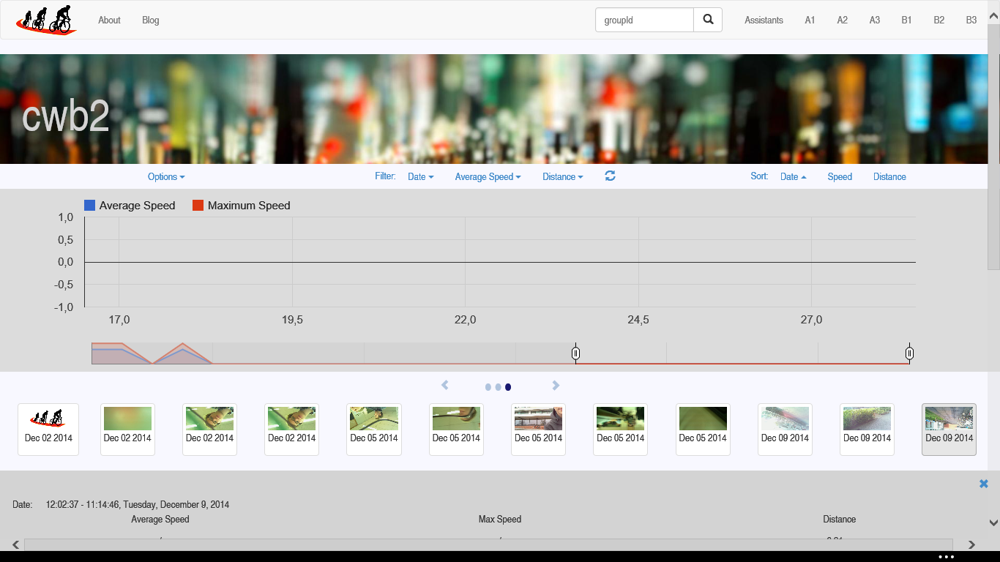 About Blog groupId Assistants A1 A2 A3 B1 B2 B3
cwb2
Options Filter: Date Average Speed Distance Sort: Date Speed Distance
Average Speed Maximum Speed
1,0
0,5
0,0
-0,5
-1,0
17,0 19,5 22,0 24,5 27,0
Dec 02 2014 Dec 02 2014 Dec 02 2014 Dec 02 2014 Dec 05 2014 Dec 05 2014 Dec 05 2014 Dec 05 2014 Dec 05 2014 Dec 09 2014 Dec 09 2014 Dec 09 2014
Date: 12:02:37 - 11:14:46, Tuesday, December 9, 2014
Average Speed Max Speed Distance